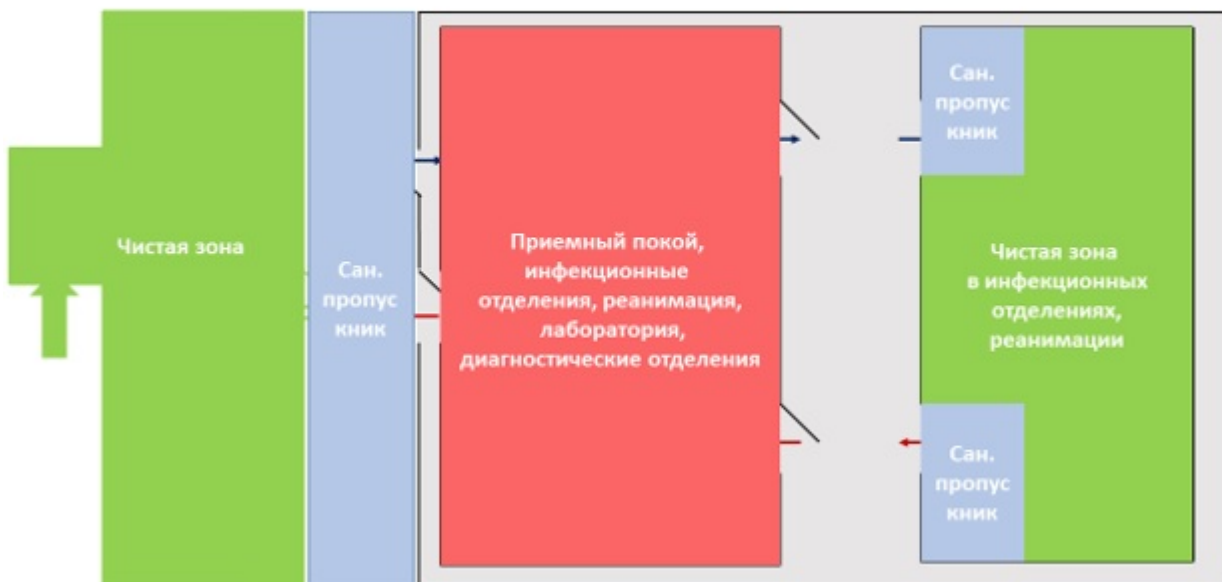 Чистая зона
Сан.
пропуск
кник
Приемный покой,
инфекционные
отделения, реанимация,
лаборатория,
диагностические отделения
Сан.
пропус
кник
Чистая зона
в инфекционных
отделениях,
реанимации
Сан.
пропус
кник